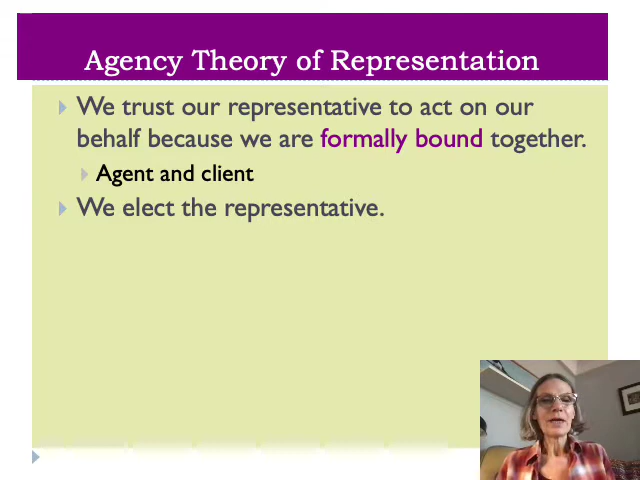 Agency Theory of Representation
We trust our representative to act on our
behalf because we are formally bound together.
Agent and client
We elect the representative.